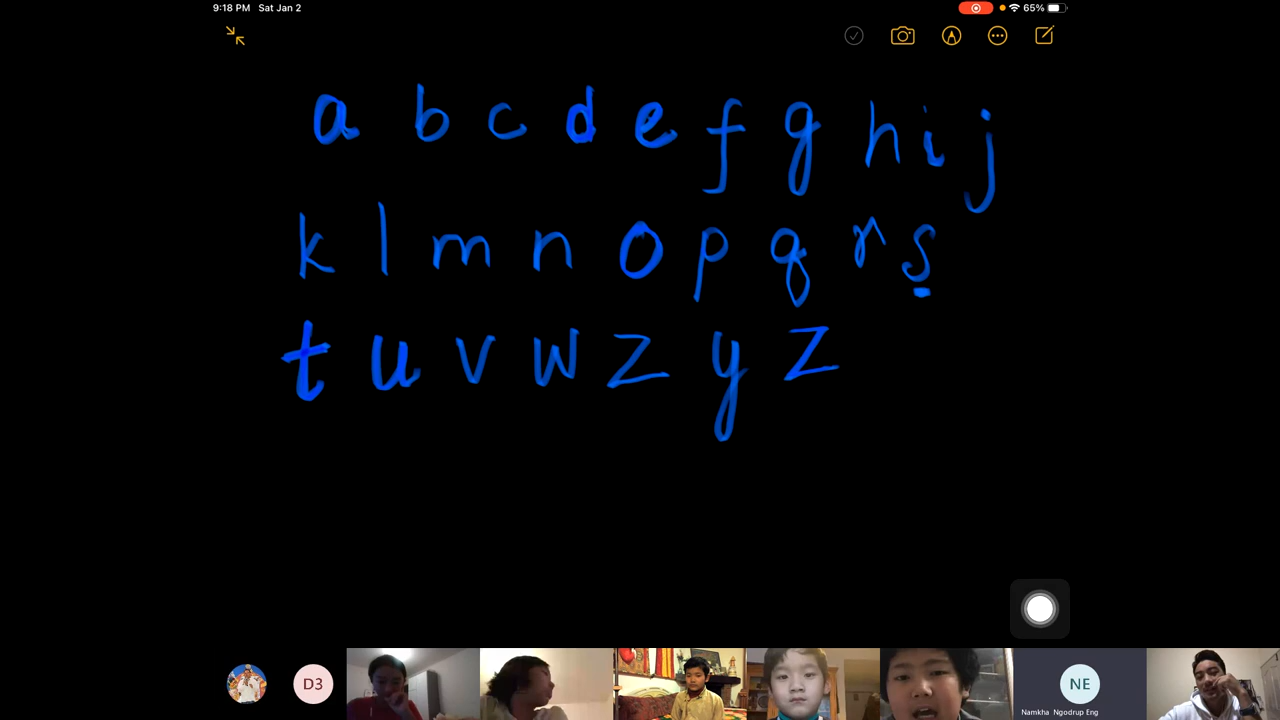 9:18 PM Sat Jan 2
65%
a b c d e f g h i j
k l m n o p q r s
t u v w z y z
D3
NE
Namkha Ngodrup Eng